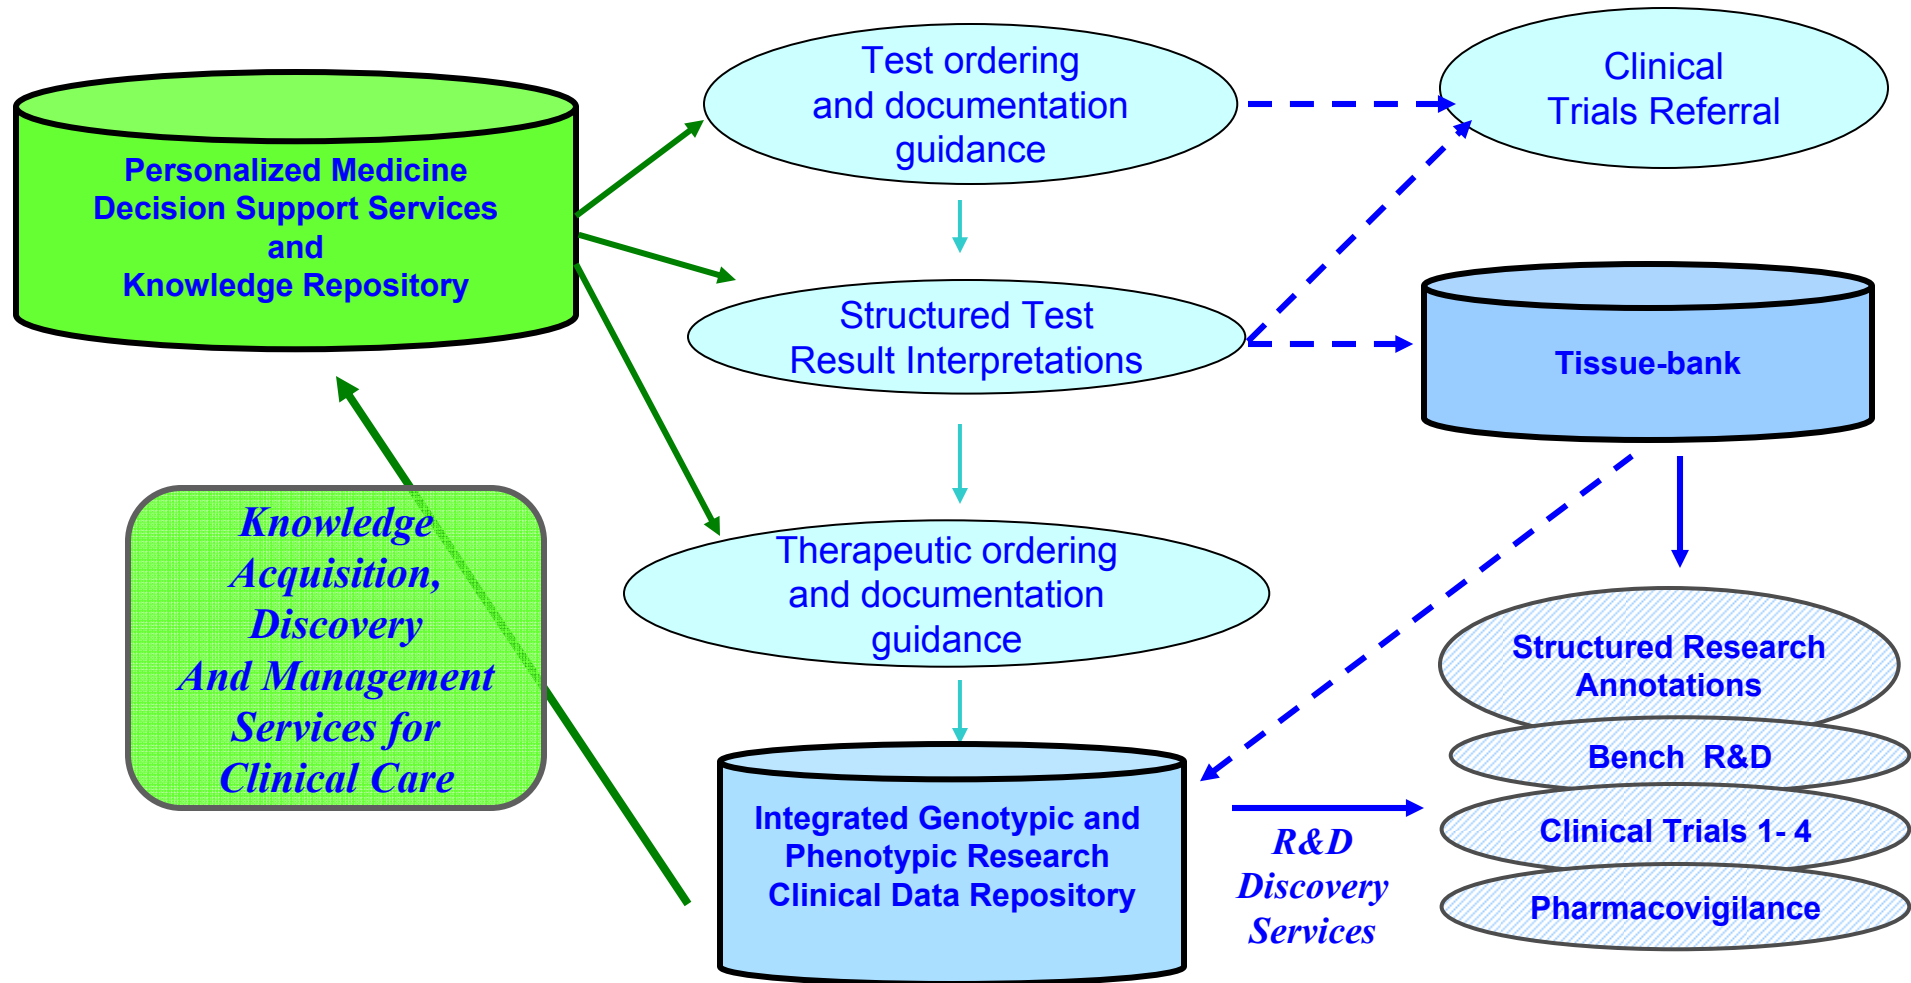 Test ordering
and documentation
guidance
Clinical
Trials Referral
Personalized Medicine
Decision Support Services
and
Knowledge Repository
Structured Test
Result Interpretations
Tissue-bank
Knowledge
Acquisition,
Discovery
And Management
Services for
Clinical Care
Therapeutic ordering
and documentation
guidance
Structured Research
Annotations
Bench R&D
Clinical Trials 1- 4
Pharmacovigilance
Integrated Genotypic and
Phenotypic Research
Clinical Data Repository
R&D
Discovery
Services